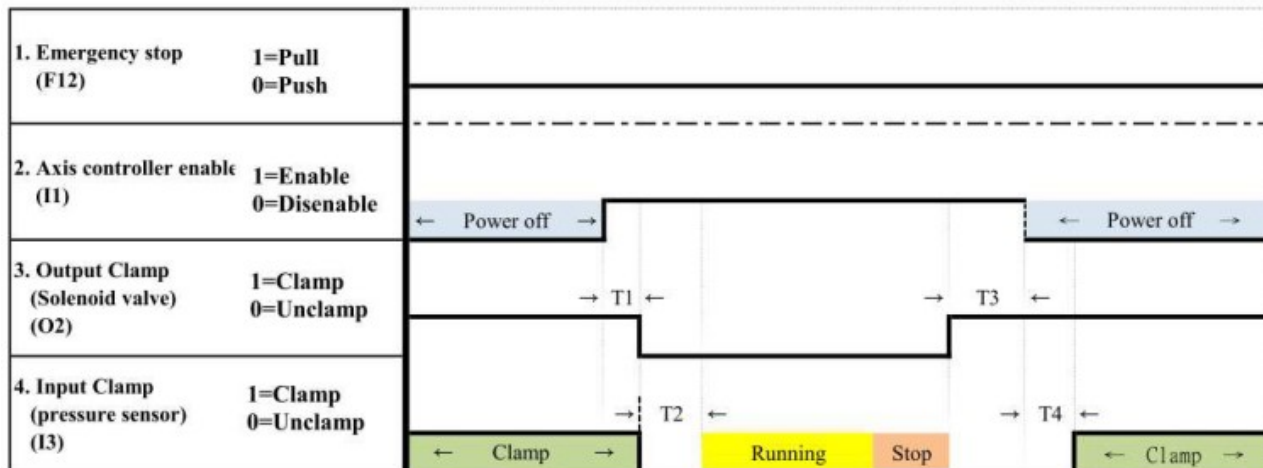 1. Emergency stop
(F12)
1=Pull
0=Push
2. Axis controller enable
(I1)
1=Enable
0=Disenable
← Power off →
← Power off →
3. Output Clamp
(Solenoid valve)
(O2)
1=Clamp
0=Unclamp
→ T1 ←
→ T3 ←
4. Input Clamp
(pressure sensor)
(I3)
1=Clamp
0=Unclamp
→ T2 ←
→ T4 ←
← Clamp →
Running
Stop
← Clamp →